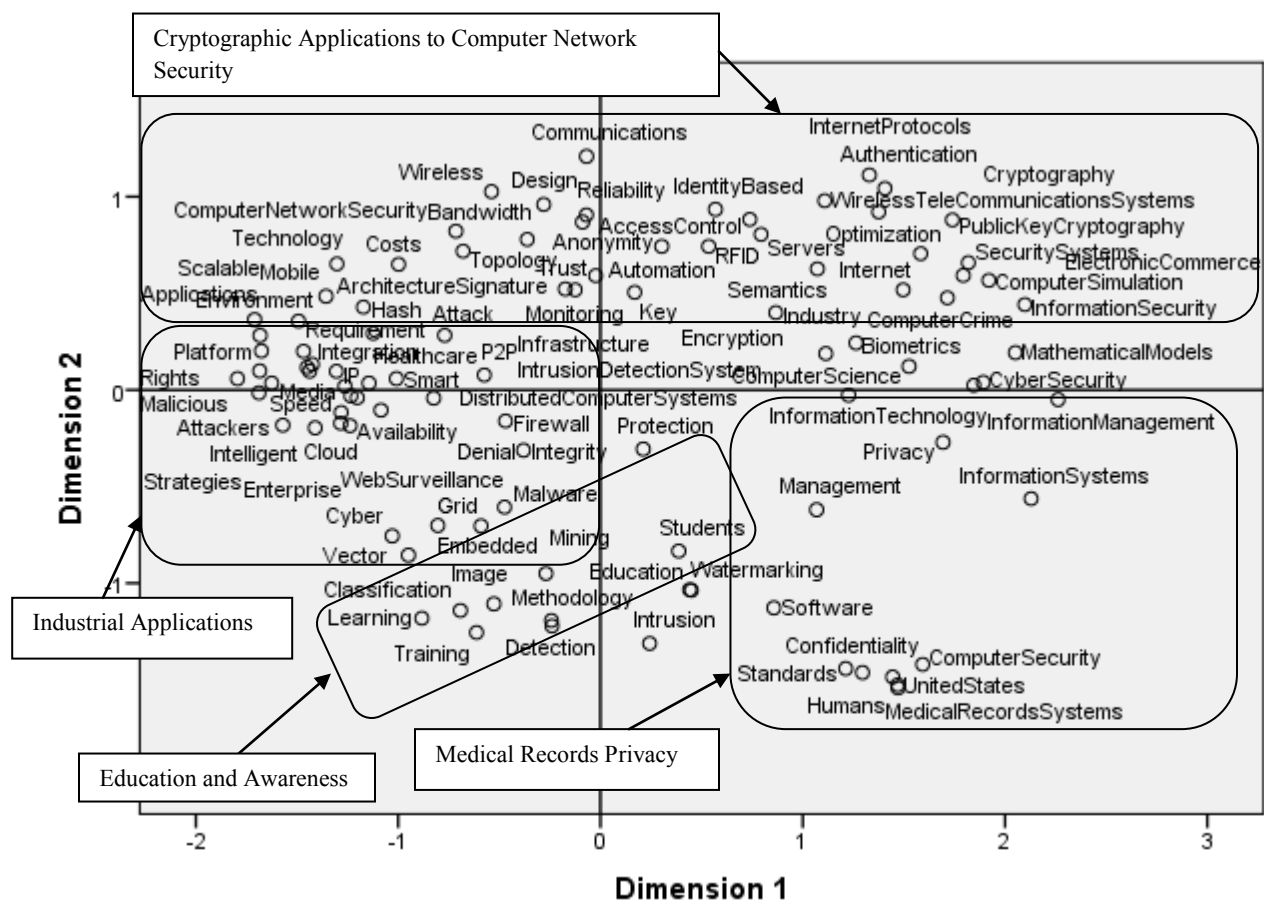 Cryptographic Applications to Computer Network
Security
Communications
InternetProtocols
Authentication
Wireless
Design
Reliability
IdentityBased
Cryptography
WirelessTeleCommunicationsSystems
ComputerNetworkSecurity
Bandwidth
AccessControl
PublicKeyCryptography
Technology
Costs
Topology
Anonymity
RFID
Servers
Optimization
SecuritySystems
ElectronicCommerce
Scalable
Mobile
Trust
Automation
Internet
ComputerSimulation
Applications
Environment
Architecture
Signature
Semantics
InformationSecurity
Hash
Attack
Monitoring
Key
Industry
ComputerCrime
Requirement
Encryption
Platform
Integration
Healthcare
P2P
Infrastructure
Biometrics
MathematicalModels
Rights
IP
Smart
IntrusionDetectionSystem
ComputerScience
CyberSecurity
Malicious
Media
Speed
DistributedComputerSystems
InformationTechnology
InformationManagement
Attackers
Availability
Firewall
Protection
Intelligent
Cloud
Denial
Integrity
Privacy
Strategies
Enterprise
WebSurveillance
Malware
Management
InformationSystems
Cyber
Grid
Vector
Embedded
Mining
Students
Image
Education
Watermarking
Classification
Methodology
Learning
Intrusion
Software
Training
Detection
Confidentiality
Standards
ComputerSecurity
UnitedStates
Humans
MedicalRecordsSystems
Industrial Applications
Education and Awareness
Medical Records Privacy
1
0
-1
Dimension 2
-2
-1
0
1
2
3
Dimension 1